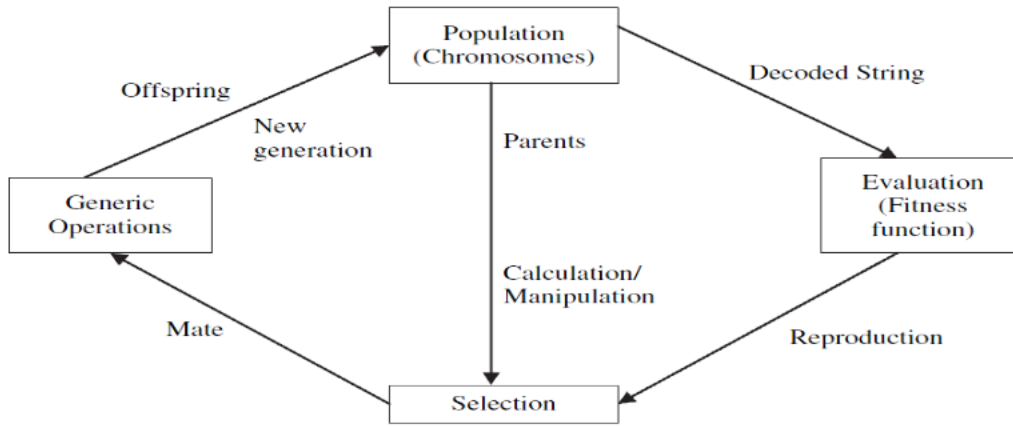 Population
(Chromosomes)
Offspring
Decoded String
New
generation
Parents
Generic
Operations
Evaluation
(Fitness
function)
Calculation/
Manipulation
Mate
Reproduction
Selection